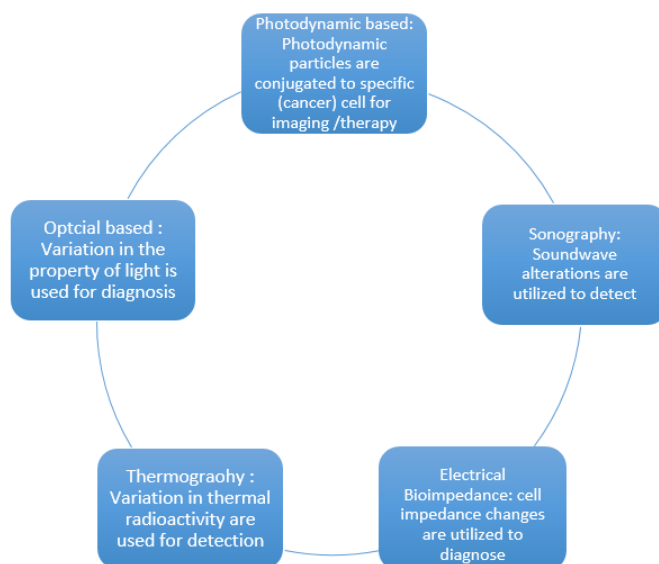 Photodynamic based:
Photodynamic
particles are
conjugated to specific
(cancer) cell for
imaging /therapy
Sonography:
Soundwave
alterations are
utilized to detect
Electrical
Bioimpedance: cell
impedance changes
are utilized to
diagnose
Thermograohy :
Variation in thermal
radioactivity are
used for detection
Optcial based :
Variation in the
property of light is
used for diagnosis